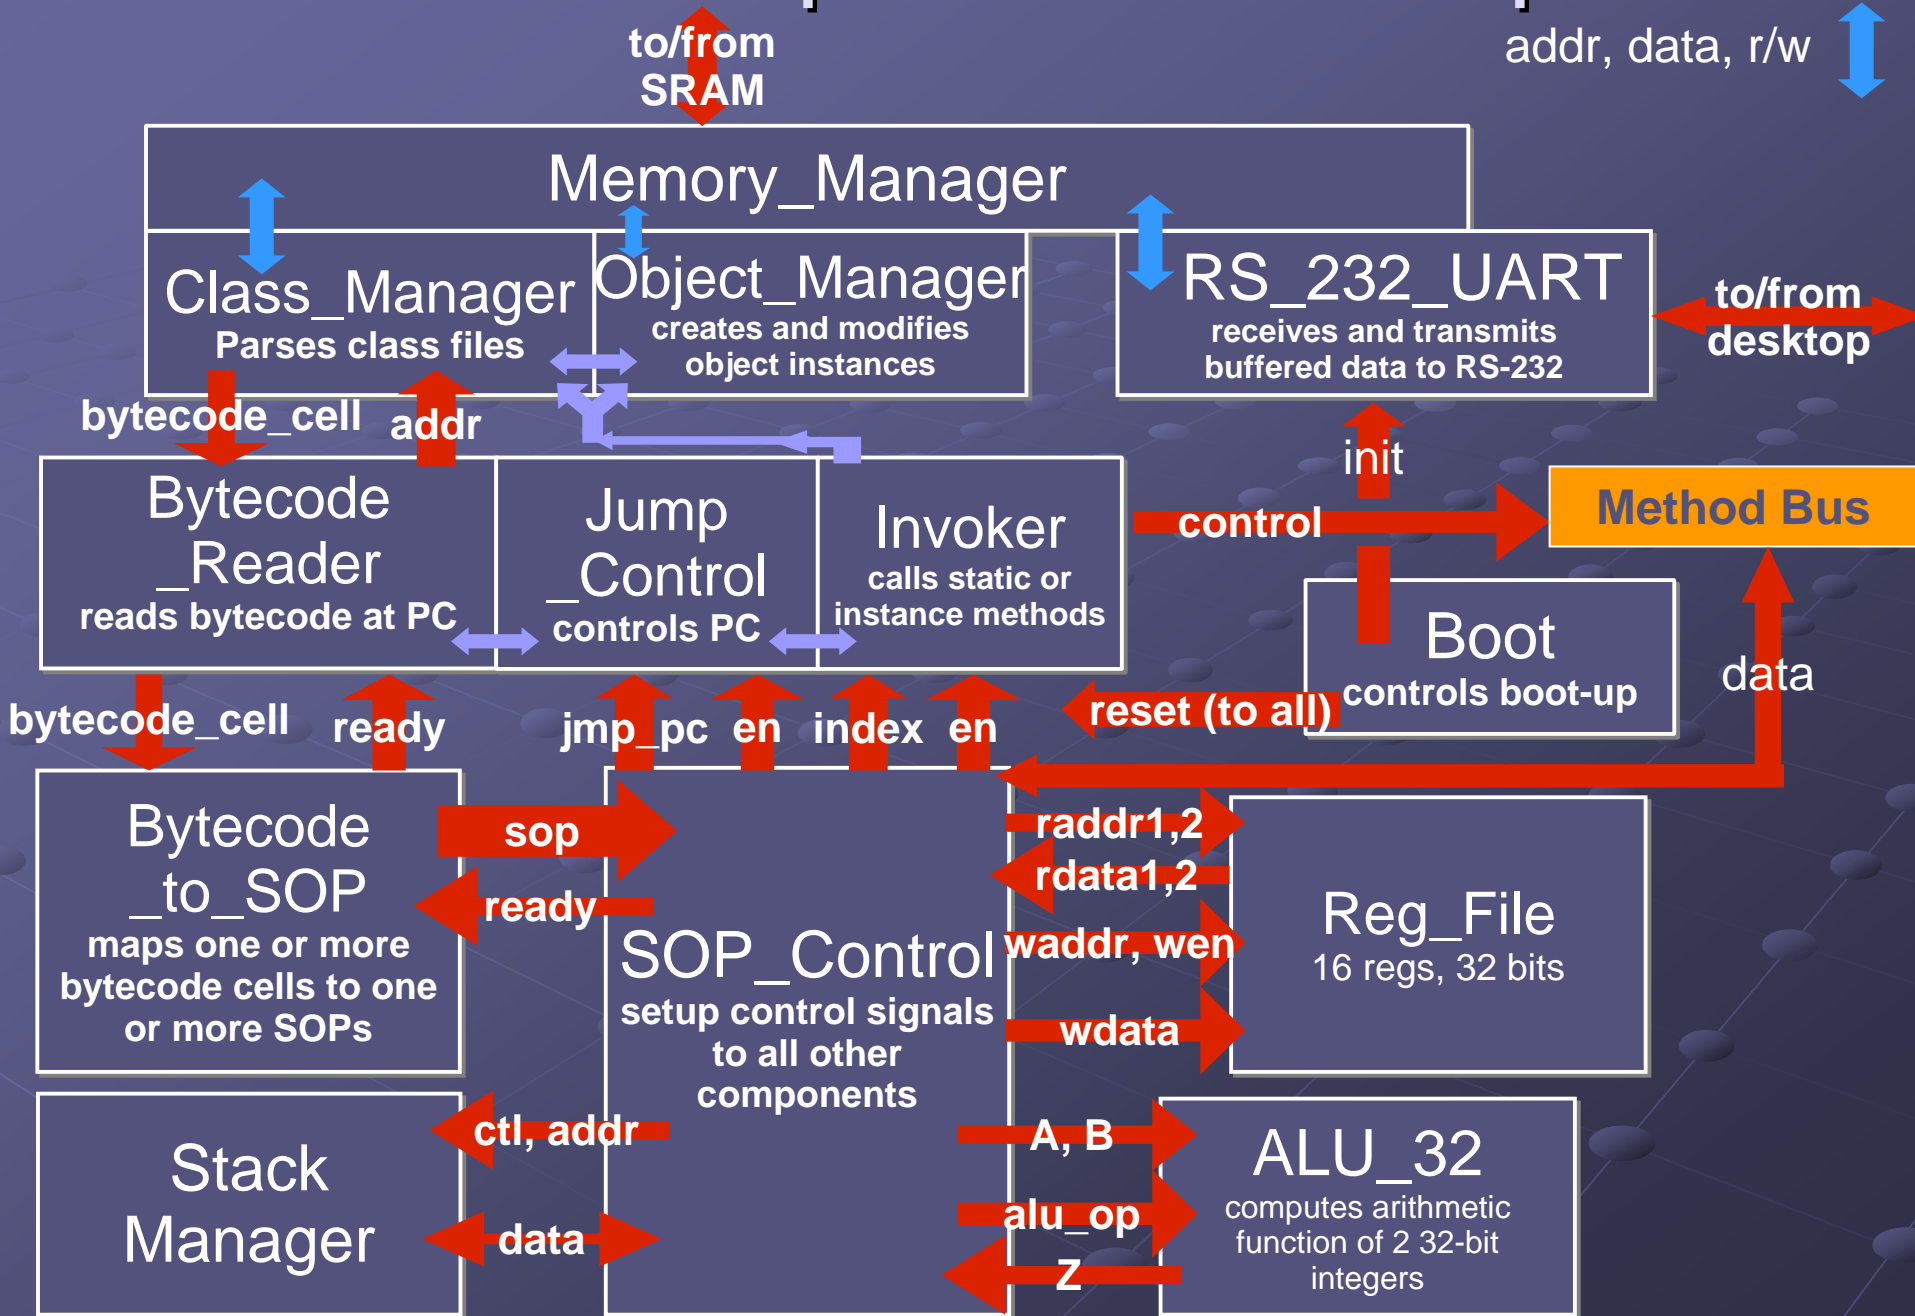 to/from
SRAM
addr, data, r/w
Memory_Manager
Class_Manager
Parses class files
Object_Manager
creates and modifies
object instances
RS_232_UART
receives and transmits
buffered data to RS-232
to/from
desktop
bytecode_cell
addr
init
Bytecode
_Reader
reads bytecode at PC
Jump
_Control
controls PC
Invoker
calls static or
instance methods
control
Method Bus
Boot
controls boot-up
data
bytecode_cell
ready
jmp_pc
en
index
en
reset (to all)
Bytecode
_to_SOP
maps one or more
bytecode cells to one
or more SOPs
sop
ready
SOP_Control
setup control signals
to all other
components
raddr1,2
rdata1,2
waddr, wen
wdata
Reg_File
16 regs, 32 bits
Stack
Manager
ctl, addr
data
A, B
alu_op
Z
ALU_32
computes arithmetic
function of 2 32-bit
integers